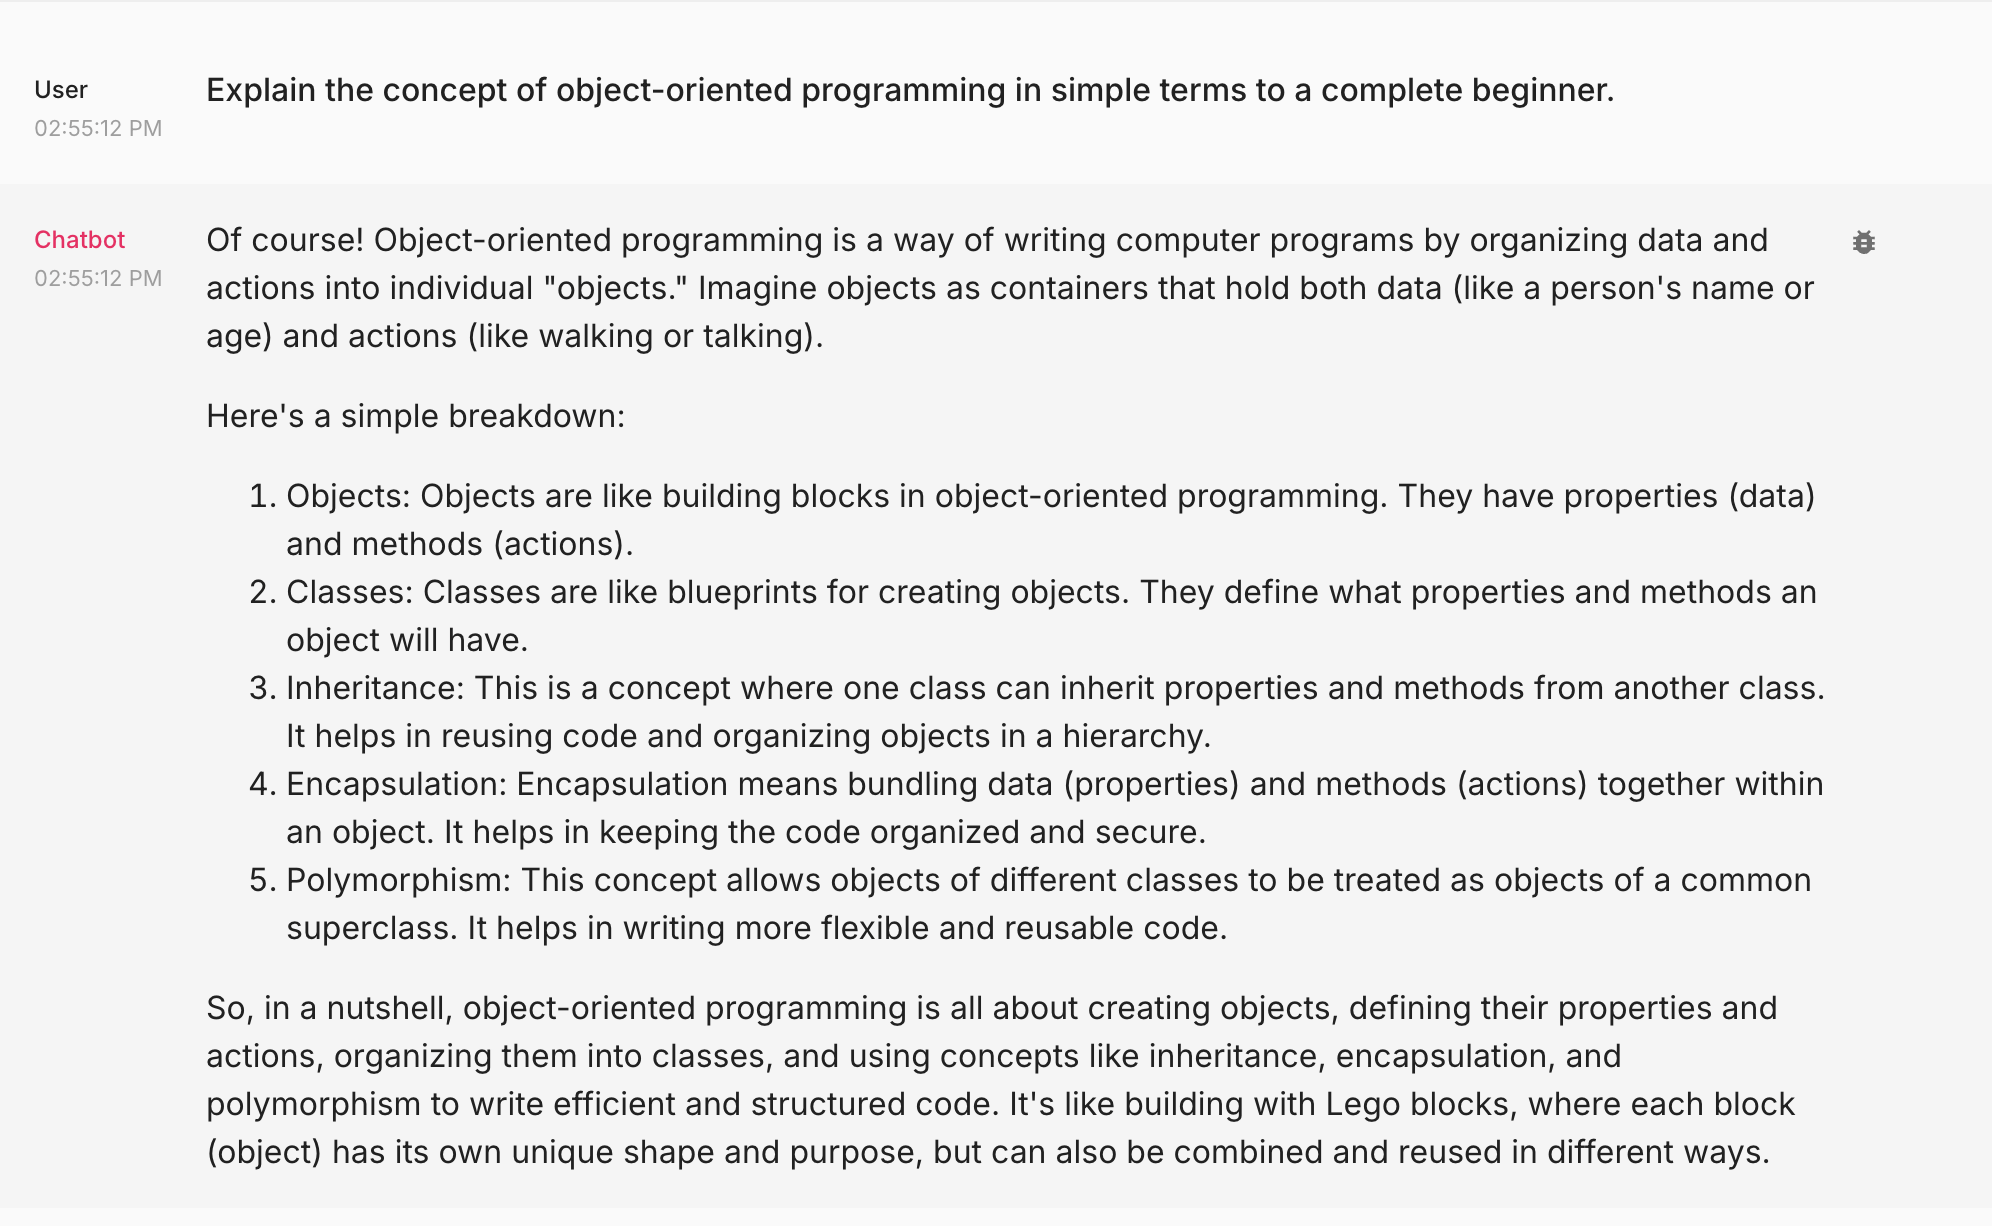 User
02:55:12 PM
Explain the concept of object-oriented programming in simple terms to a complete beginner.
Chatbot
02:55:12 PM
Of course! Object-oriented programming is a way of writing computer programs by organizing data and
actions into individual "objects." Imagine objects as containers that hold both data (like a person's name or
age) and actions (like walking or talking).
Here's a simple breakdown:
1. Objects: Objects are like building blocks in object-oriented programming. They have properties (data)
and methods (actions).
2. Classes: Classes are like blueprints for creating objects. They define what properties and methods an
object will have.
3. Inheritance: This is a concept where one class can inherit properties and methods from another class.
It helps in reusing code and organizing objects in a hierarchy.
4. Encapsulation: Encapsulation means bundling data (properties) and methods (actions) together within
an object. It helps in keeping the code organized and secure.
5. Polymorphism: This concept allows objects of different classes to be treated as objects of a common
superclass. It helps in writing more flexible and reusable code.
So, in a nutshell, object-oriented programming is all about creating objects, defining their properties and
actions, organizing them into classes, and using concepts like inheritance, encapsulation, and
polymorphism to write efficient and structured code. It's like building with Lego blocks, where each block
(object) has its own unique shape and purpose, but can also be combined and reused in different ways.